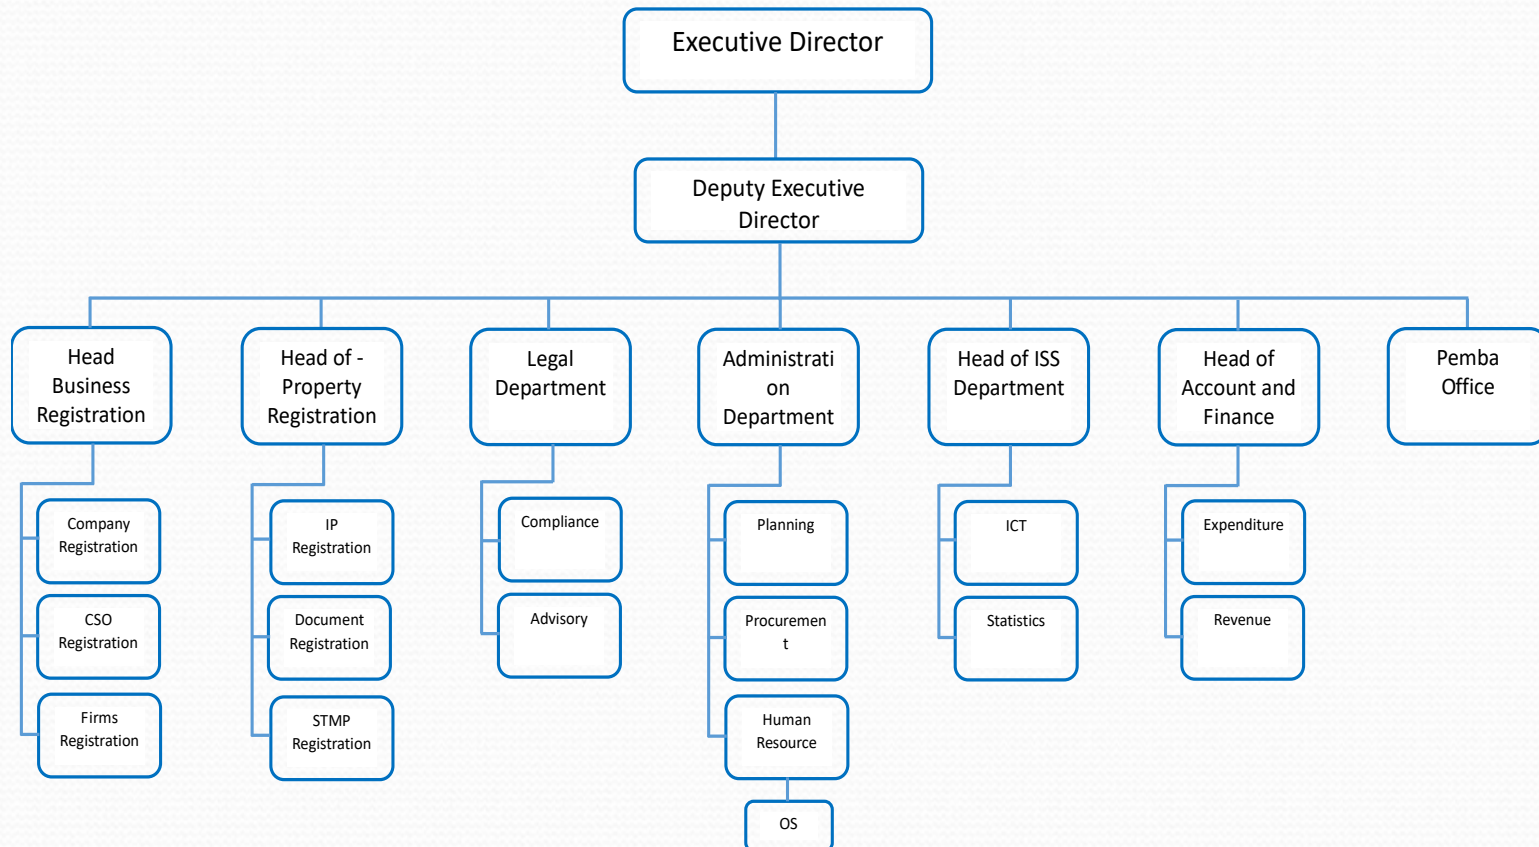 Executive Director
Deputy Executive
Director
Head
Business
Registration
Head of -
Property
Registration
Legal
Department
Administrati
on
Department
Head of ISS
Department
Head of
Account and
Finance
Pemba
Office
Company
Registration
CSO
Registration
Firms
Registration
IP
Registration
Document
Registration
STMP
Registration
Compliance
Advisory
Planning
Procuremen
t
Human
Resource
OS
ICT
Statistics
Expenditure
Revenue